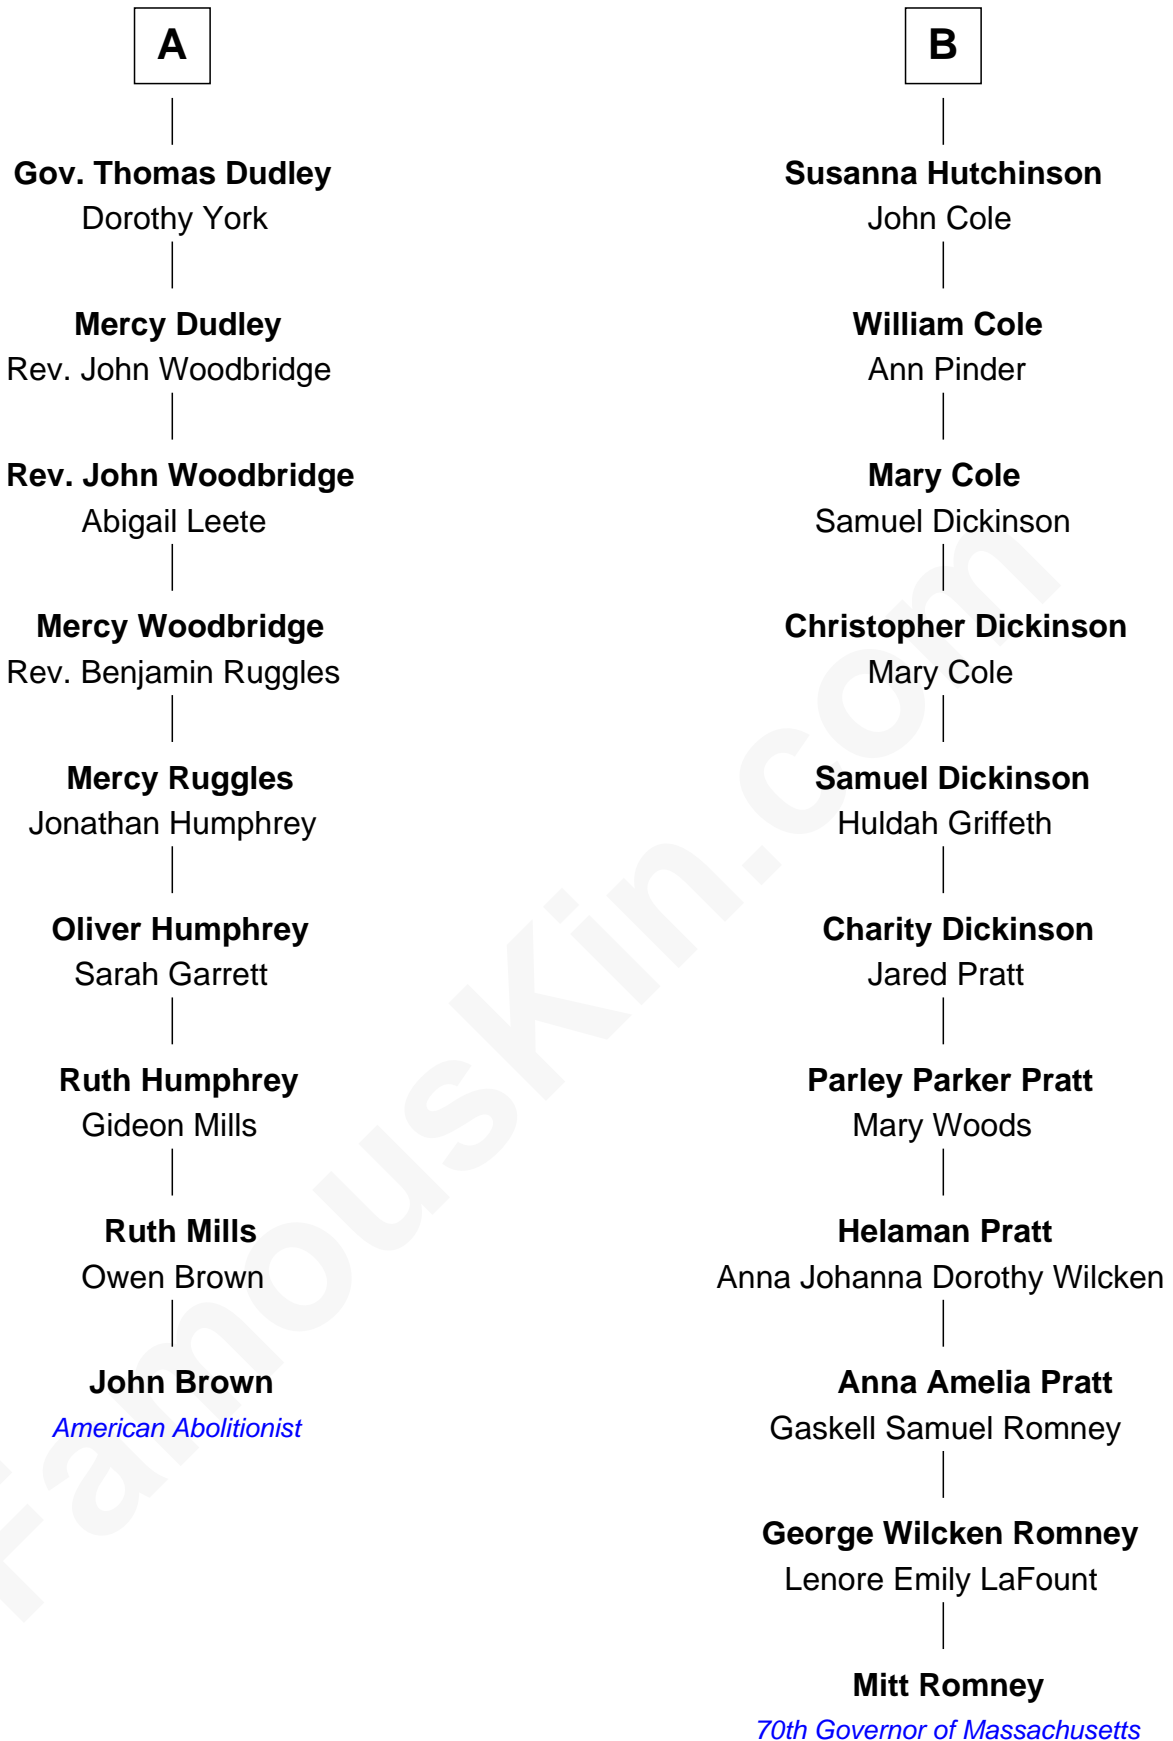 A
Gov. Thomas Dudley
Dorothy York
Mercy Dudley
Rev. John Woodbridge
Rev. John Woodbridge
Abigail Leete
Mercy Woodbridge
Rev. Benjamin Ruggles
Mercy Ruggles
Jonathan Humphrey
Oliver Humphrey
Sarah Garrett
Ruth Humphrey
Gideon Mills
Ruth Mills
Owen Brown
John Brown
American Abolitionist
B
Susanna Hutchinson
John Cole
William Cole
Ann Pinder
Mary Cole
Samuel Dickinson
Christopher Dickinson
Mary Cole
Samuel Dickinson
Huldah Griffeth
Charity Dickinson
Jared Pratt
Parley Parker Pratt
Mary Woods
Helaman Pratt
Anna Johanna Dorothy Wilcken
Anna Amelia Pratt
Gaskell Samuel Romney
George Wilcken Romney
Lenore Emily LaFount
Mitt Romney
70th Governor of Massachusetts
FamousKin.com